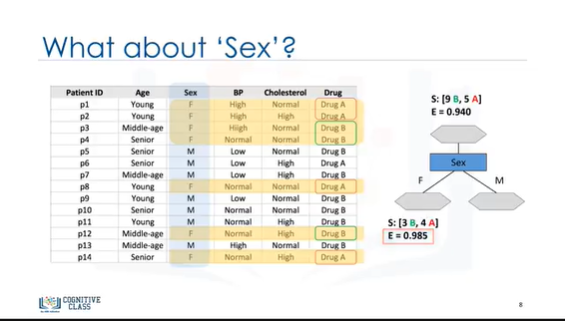 What about 'Sex'?
Patient ID Age Sex BP Cholesterol Drug
p1 Young F High Normal Drug A
p2 Young F High High Drug A
p3 Middle-age F Hiigh Normal Drug B
p4 Senior F Normal Normal Drug B
p5 Senior M Low Normal Drug B
p6 Senior M Low High Drug A
p7 Middle-age M Low High Drug B
p8 Young F Normal Normal Drug A
p9 Young M Low Normal Drug B
p10 Senior M Normal Normal Drug B
p11 Young M Normal High Drug B
p12 Middle-age F Normal High Drug B
p13 Middle-age M High Normal Drug B
p14 Senior F Normal High Drug A
S: [9 B, 5 A]
E = 0.940
Sex
F M
S: [3 B, 4 A]
E = 0.985
COGNITIVE
CLASS
8